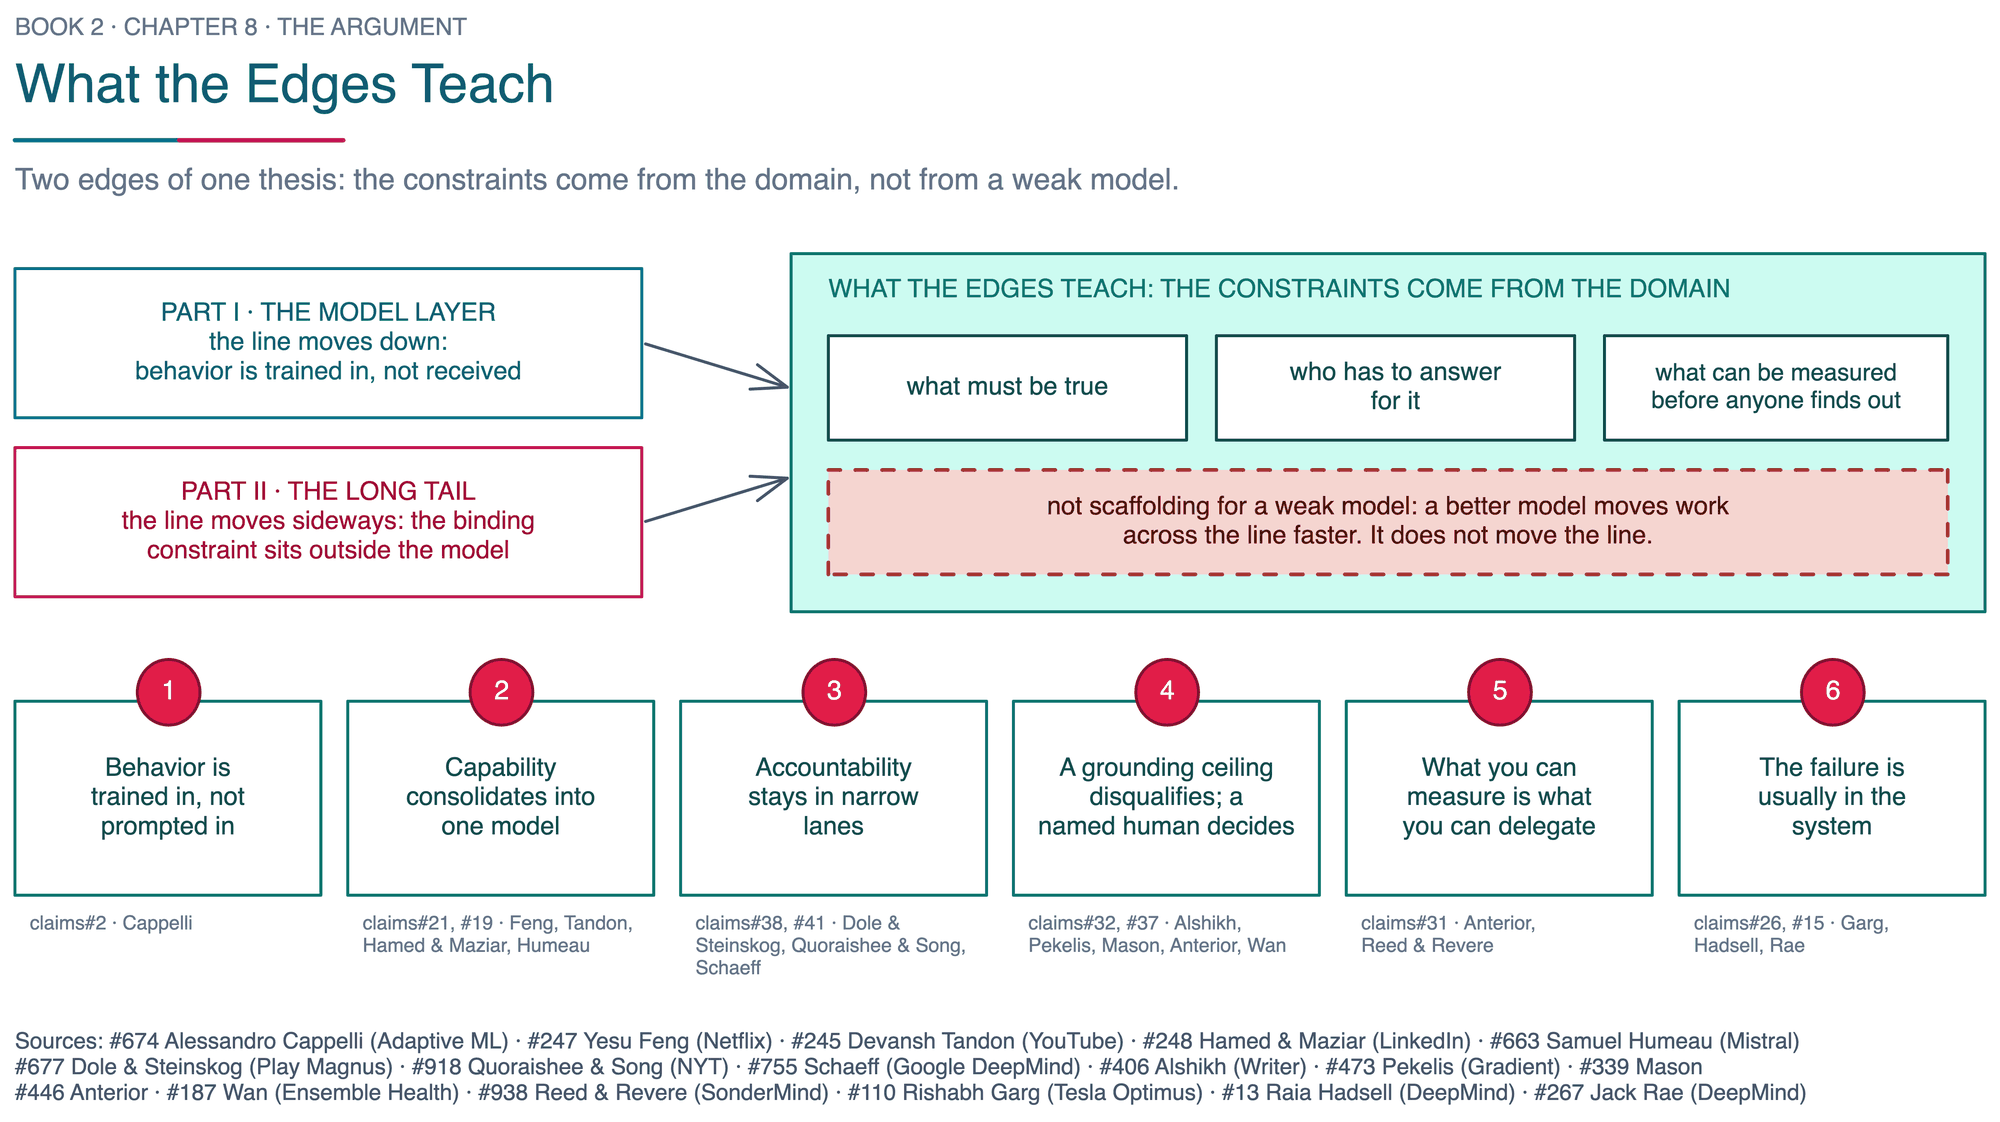 BOOK 2 · CHAPTER 8 · THE ARGUMENT
What the Edges Teach
Two edges of one thesis: the constraints come from the domain, not from a weak model.
PART I · THE MODEL LAYER
the line moves down:
behavior is trained in, not received
PART II · THE LONG TAIL
the line moves sideways: the binding
constraint sits outside the model
WHAT THE EDGES TEACH: THE CONSTRAINTS COME FROM THE DOMAIN
what must be true
who has to answer
for it
what can be measured
before anyone finds out
not scaffolding for a weak model: a better model moves work
across the line faster. It does not move the line.
1
Behavior is
trained in, not
prompted in
claims#2 · Cappelli
2
Capability
consolidates into
one model
claims#21, #19 · Feng, Tandon,
Hamed & Maziar, Humeau
3
Accountability
stays in narrow
lanes
claims#38, #41 · Dole &
Steinskog, Quoraishee & Song,
Schaeff
4
A grounding ceiling
disqualifies; a
named human decides
claims#32, #37 · Alshikh,
Pekelis, Mason, Anterior, Wan
5
What you can
measure is what
you can delegate
claims#31 · Anterior,
Reed & Revere
6
The failure is
usually in the
system
claims#26, #15 · Garg,
Hadsell, Rae
Sources: #674 Alessandro Cappelli (Adaptive ML) · #247 Yesu Feng (Netflix) · #245 Devansh Tandon (YouTube) · #248 Hamed & Maziar (LinkedIn) · #663 Samuel Humeau (Mistral)
#677 Dole & Steinskog (Play Magnus) · #918 Quoraishee & Song (NYT) · #755 Schaeff (Google DeepMind) · #406 Alshikh (Writer) · #473 Pekelis (Gradient) · #339 Mason
#446 Anterior · #187 Wan (Ensemble Health) · #938 Reed & Revere (SonderMind) · #110 Rishabh Garg (Tesla Optimus) · #13 Raia Hadsell (DeepMind) · #267 Jack Rae (DeepMind)